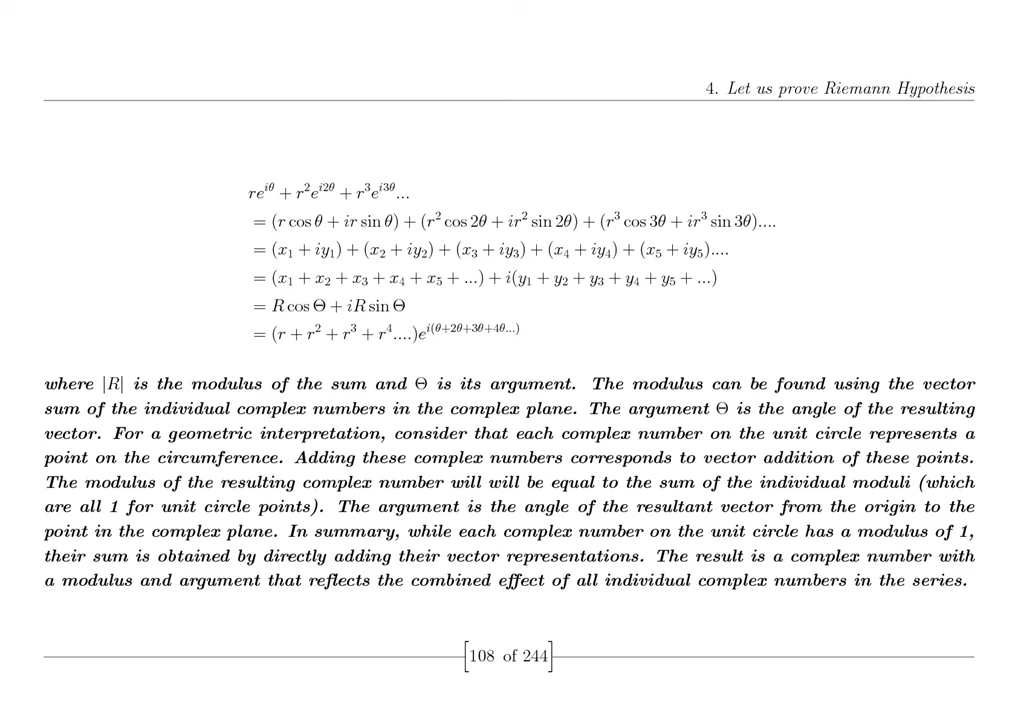 4. Let us prove Riemann Hypothesis
re^{iθ} + r^2e^{i2θ} + r^3e^{i3θ}...
= (r cos θ + ir sin θ) + (r^2 cos 2θ + ir^2 sin 2θ) + (r^3 cos 3θ + ir^3 sin 3θ)....
= (x_1 + iy_1) + (x_2 + iy_2) + (x_3 + iy_3) + (x_4 + iy_4) + (x_5 + iy_5)....
= (x_1 + x_2 + x_3 + x_4 + x_5 + ...) + i(y_1 + y_2 + y_3 + y_4 + y_5 + ...)
= R cos Θ + iR sin Θ
= (r + r^2 + r^3 + r^4....)e^{i(θ+2θ+3θ+4θ...)}
where |R| is the modulus of the sum and Θ is its argument. The modulus can be found using the vector
sum of the individual complex numbers in the complex plane. The argument Θ is the angle of the resulting
vector. For a geometric interpretation, consider that each complex number on the unit circle represents a
point on the circumference. Adding these complex numbers corresponds to vector addition of these points.
The modulus of the resulting complex number will will be equal to the sum of the individual moduli (which
are all 1 for unit circle points). The argument is the angle of the resultant vector from the origin to the
point in the complex plane. In summary, while each complex number on the unit circle has a modulus of 1,
their sum is obtained by directly adding their vector representations. The result is a complex number with
a modulus and argument that reflects the combined effect of all individual complex numbers in the series.
[108 of 244]